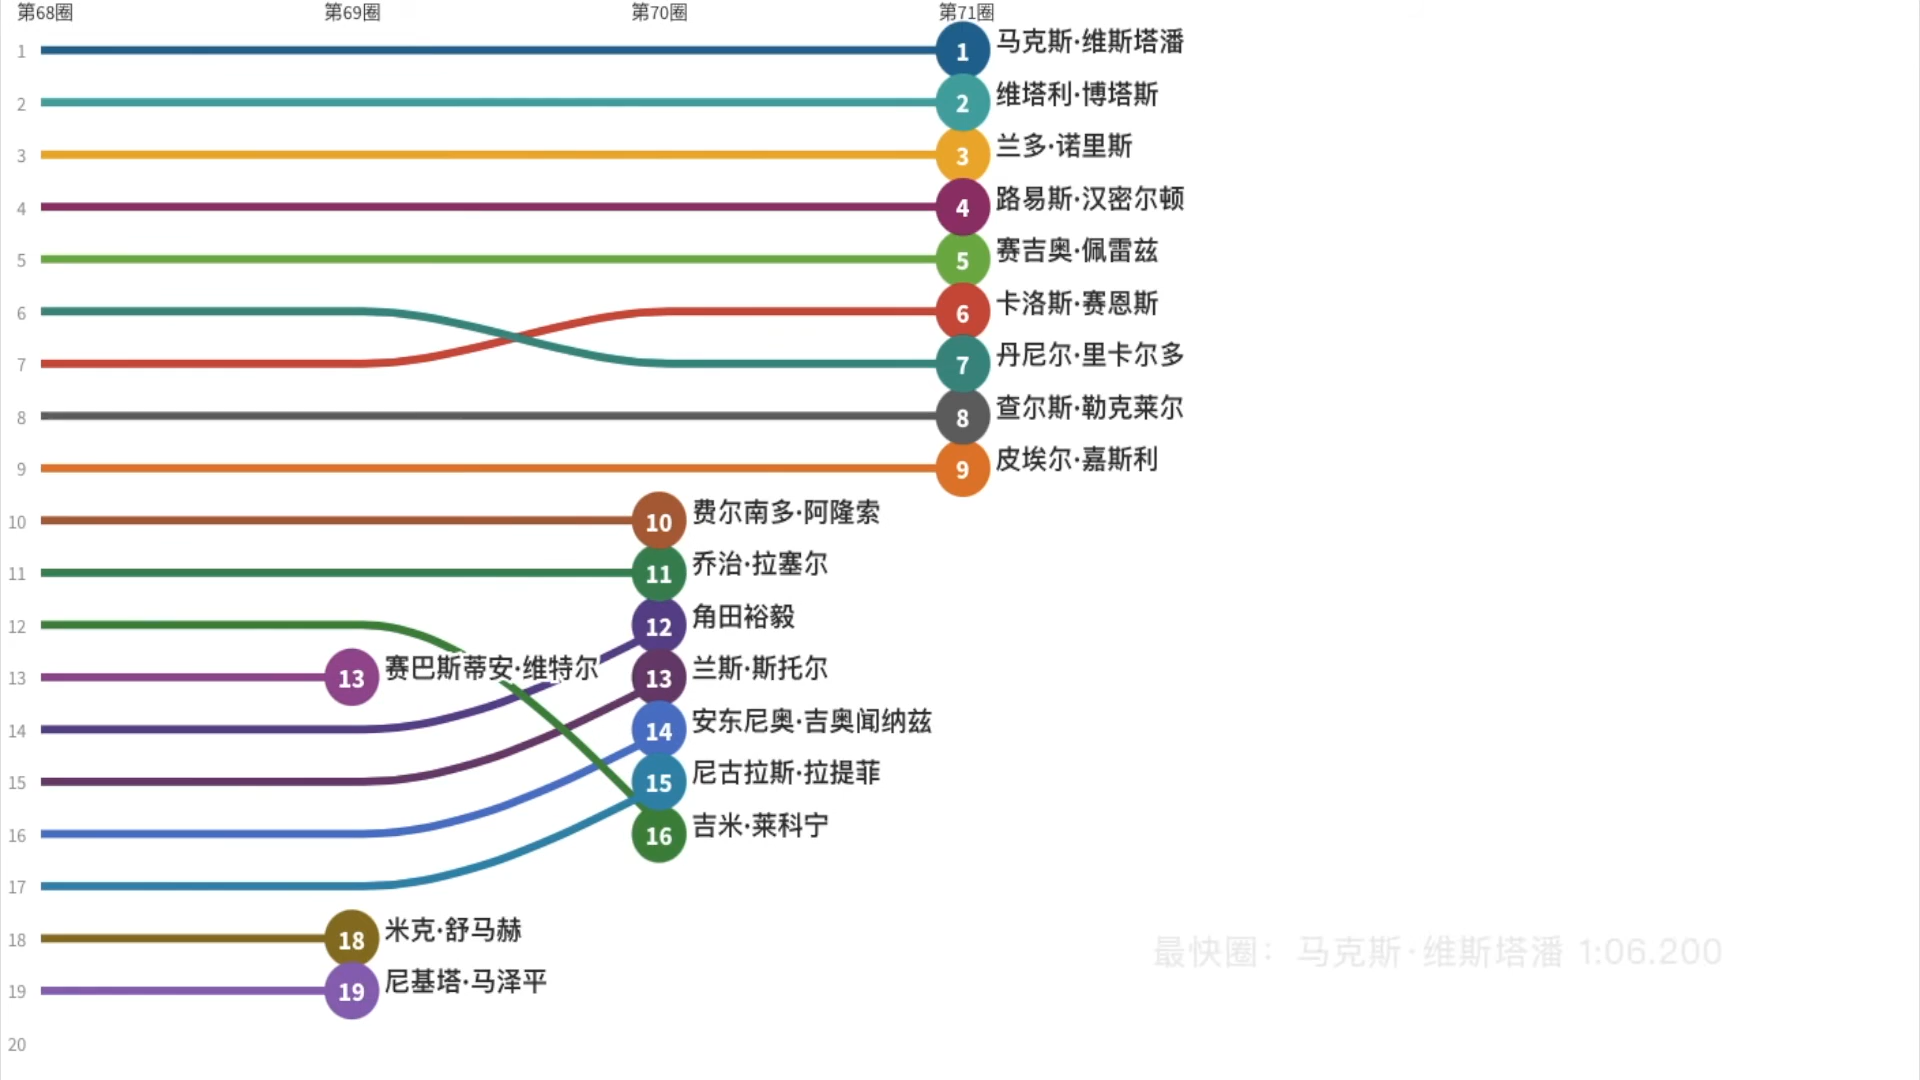 第68圈 第69圈 第70圈 第71圈
1 1 马克斯·维斯塔潘
2 2 维塔利·博塔斯
3 3 兰多·诺里斯
4 4 路易斯·汉密尔顿
5 5 赛吉奥·佩雷兹
6 6 卡洛斯·赛恩斯
7 7 丹尼尔·里卡尔多
8 8 查尔斯·勒克莱尔
9 9 皮埃尔·嘉斯利
10 10 费尔南多·阿隆索
11 11 乔治·拉塞尔
12 12 角田裕毅
13 13 赛巴斯蒂安·维特尔 13 兰斯·斯托尔
14 14 安东尼奥·吉奥闻纳兹
15 15 尼古拉斯·拉提菲
16 16 吉米·莱科宁
17
18 18 米克·舒马赫
最快圈：马克斯·维斯塔潘 1:06.200
19 19 尼基塔·马泽平
20